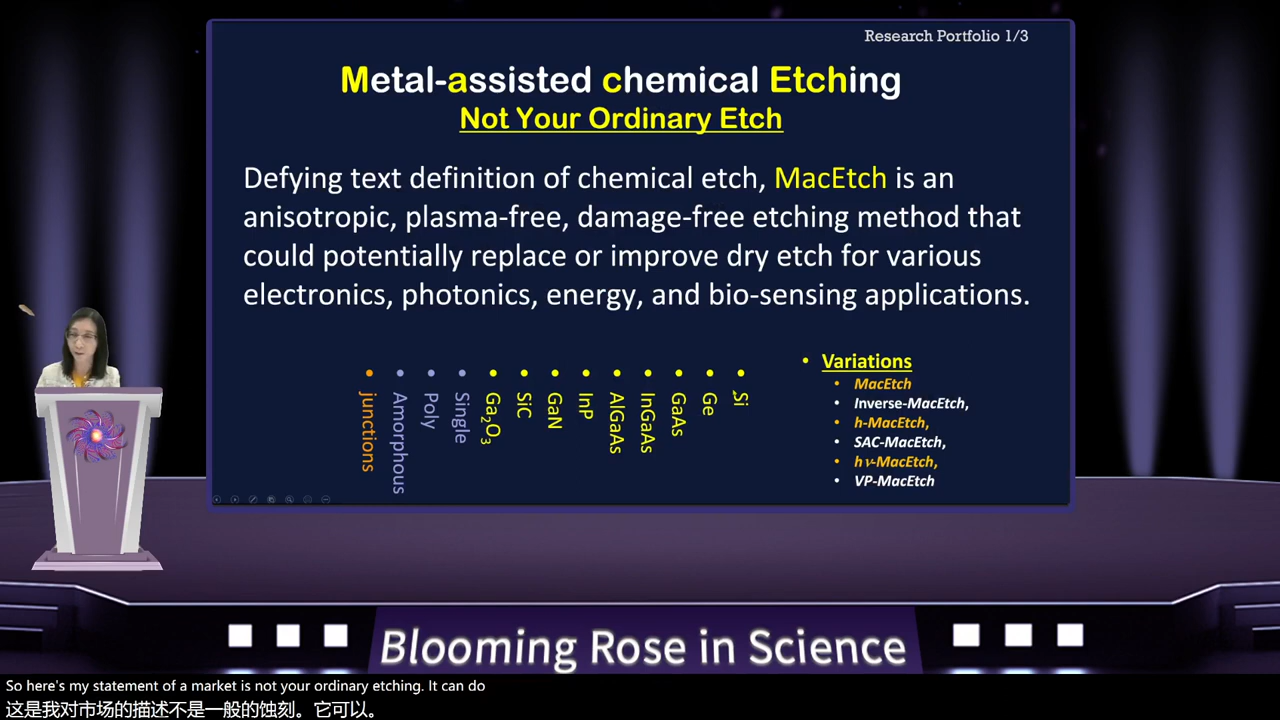 Research Portfolio 1/3
Metal-assisted chemical Etching
Not Your Ordinary Etch
Defying text definition of chemical etch, MacEtch is an
anisotropic, plasma-free, damage-free etching method that
could potentially replace or improve dry etch for various
electronics, photonics, energy, and bio-sensing applications.
• Si
• Ge
• GaAs
• InGaAs
• AlGaAs
• InP
• GaN
• SiC
• Ga₂O₃
• Single
• Poly
• Amorphous
• junctions
• Variations
• MacEtch
• Inverse-MacEtch,
• h-MacEtch,
• SAC-MacEtch,
• hν-MacEtch,
• VP-MacEtch
Blooming Rose in Science
So here's my statement of a market is not your ordinary etching. It can do
这是我对市场的描述不是一般的蚀刻。它可以。